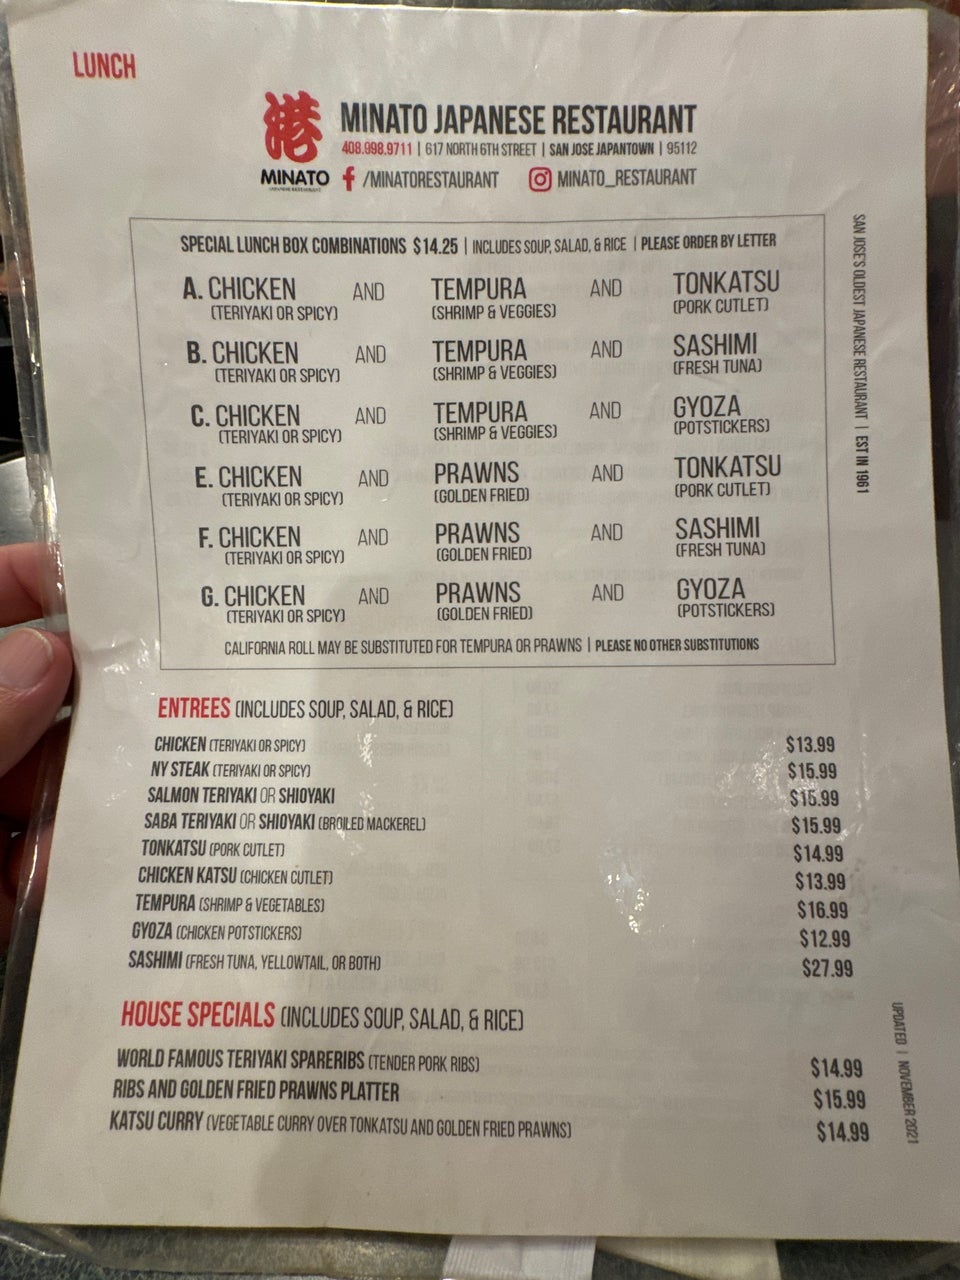 LUNCH
港
MINATO
JAPANESE RESTAURANT
MINATO JAPANESE RESTAURANT
408.998.9711 | 617 NORTH 6TH STREET | SAN JOSE JAPANTOWN | 95112
/MINATORESTAURANT MINATO_RESTAURANT
SAN JOSE'S OLDEST JAPANESE RESTAURANT | EST IN 1961
SPECIAL LUNCH BOX COMBINATIONS $14.25 | INCLUDES SOUP, SALAD, & RICE | PLEASE ORDER BY LETTER
A. CHICKEN AND TEMPURA AND TONKATSU
(TERIYAKI OR SPICY) (SHRIMP & VEGGIES) (PORK CUTLET)
B. CHICKEN AND TEMPURA AND SASHIMI
(TERIYAKI OR SPICY) (SHRIMP & VEGGIES) (FRESH TUNA)
C. CHICKEN AND TEMPURA AND GYOZA
(TERIYAKI OR SPICY) (SHRIMP & VEGGIES) (POTSTICKERS)
E. CHICKEN AND PRAWNS AND TONKATSU
(TERIYAKI OR SPICY) (GOLDEN FRIED) (PORK CUTLET)
F. CHICKEN AND PRAWNS AND SASHIMI
(TERIYAKI OR SPICY) (GOLDEN FRIED) (FRESH TUNA)
G. CHICKEN AND PRAWNS AND GYOZA
(TERIYAKI OR SPICY) (GOLDEN FRIED) (POTSTICKERS)
CALIFORNIA ROLL MAY BE SUBSTITUTED FOR TEMPURA OR PRAWNS | PLEASE NO OTHER SUBSTITUTIONS
ENTREES (INCLUDES SOUP, SALAD, & RICE)
CHICKEN (TERIYAKI OR SPICY) $13.99
NY STEAK (TERIYAKI OR SPICY) $15.99
SALMON TERIYAKI OR SHIOYAKI $15.99
SABA TERIYAKI OR SHIOYAKI (BROILED MACKEREL) $15.99
TONKATSU (PORK CUTLET) $14.99
CHICKEN KATSU (CHICKEN CUTLET) $13.99
TEMPURA (SHRIMP & VEGETABLES) $16.99
GYOZA (CHICKEN POTSTICKERS) $12.99
SASHIMI (FRESH TUNA, YELLOWTAIL, OR BOTH) $27.99
HOUSE SPECIALS (INCLUDES SOUP, SALAD, & RICE)
WORLD FAMOUS TERIYAKI SPARERIBS (TENDER PORK RIBS) $14.99
RIBS AND GOLDEN FRIED PRAWNS PLATTER $15.99
KATSU CURRY (VEGETABLE CURRY OVER TONKATSU AND GOLDEN FRIED PRAWNS) $14.99
UPDATED | NOVEMBER 2021